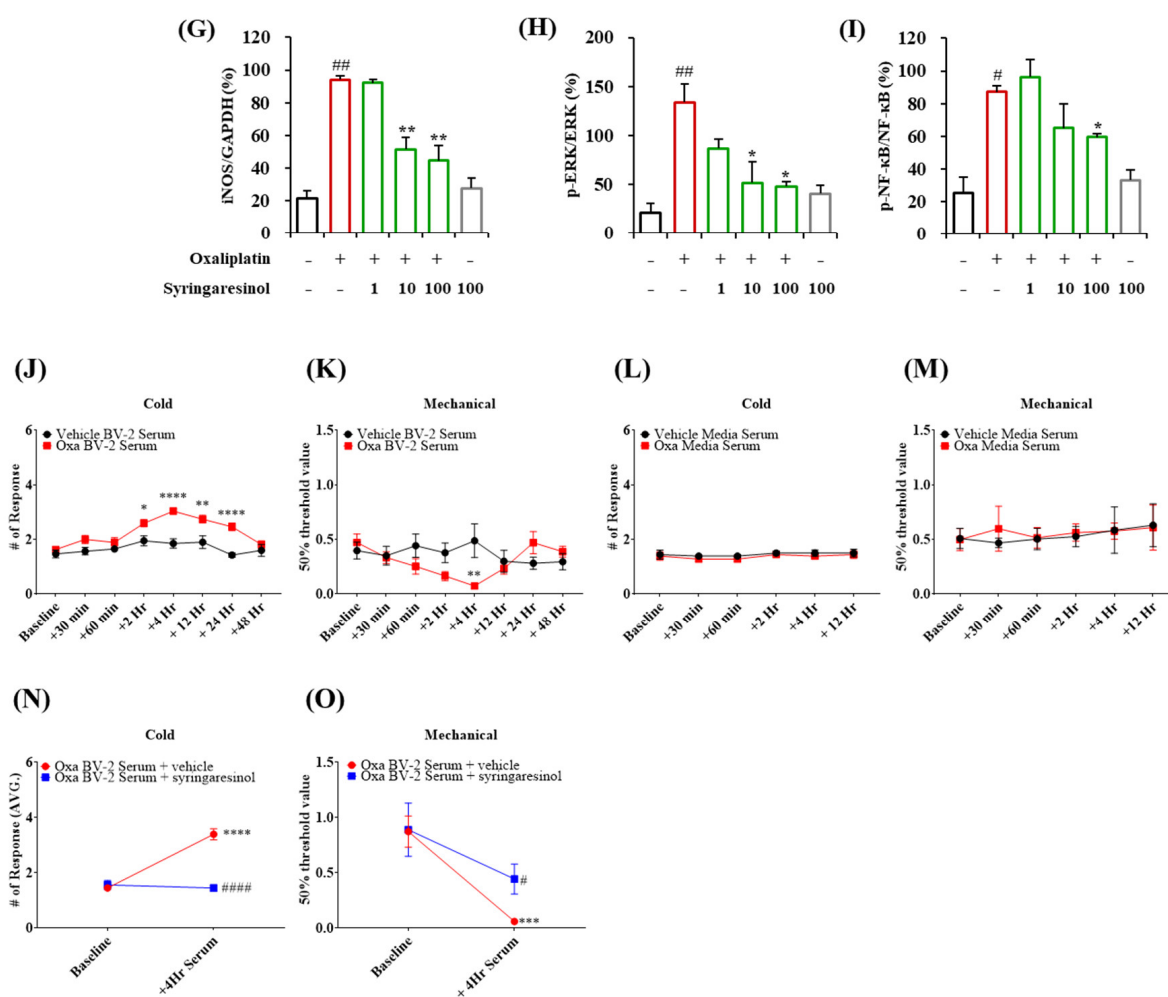 (G)
120
100
80
60
40
20
0
iNOS/GAPDH (%)
##
**
**
(H)
200
150
100
50
0
p-ERK/ERK (%)
##
*
*
(I)
120
100
80
60
40
20
0
p-NF-κB/NF-κB (%)
#
*
Oxaliplatin – + + + + – – + + + + – – + + + + –
Syringaresinol – – 1 10 100 100 – – 1 10 100 100 – – 1 10 100 100
(J)
Cold
Vehicle BV-2 Serum
Oxa BV-2 Serum
# of Response
6
4
2
0
*
****
**
****
Baseline
+30 min
+60 min
+2 Hr
+4 Hr
+ 12 Hr
+ 24 Hr
+48 Hr
(K)
Mechanical
Vehicle BV-2 Serum
Oxa BV-2 Serum
50% threshold value
1.5
1.0
0.5
0.0
**
Baseline
+30 min
+60 min
+2 Hr
+4 Hr
+12 Hr
+ 24 Hr
+ 48 Hr
(L)
Cold
Vehicle Media Serum
Oxa Media Serum
# of Response
6
4
2
0
Baseline
+30 min
+60 min
+2 Hr
+4 Hr
+ 12 Hr
(M)
Mechanical
Vehicle Media Serum
Oxa Media Serum
50% threshold value
1.5
1.0
0.5
0.0
Baseline
+30 min
+60 min
+2 Hr
+4 Hr
+12 Hr
(N)
Cold
Oxa BV-2 Serum + vehicle
Oxa BV-2 Serum + syringaresinol
# of Response (AVG.)
6
4
2
0
****
####
Baseline
+4Hr Serum
(O)
Mechanical
Oxa BV-2 Serum + vehicle
Oxa BV-2 Serum + syringaresinol
50% threshold value
1.5
1.0
0.5
0.0
#
***
Baseline
+ 4Hr Serum